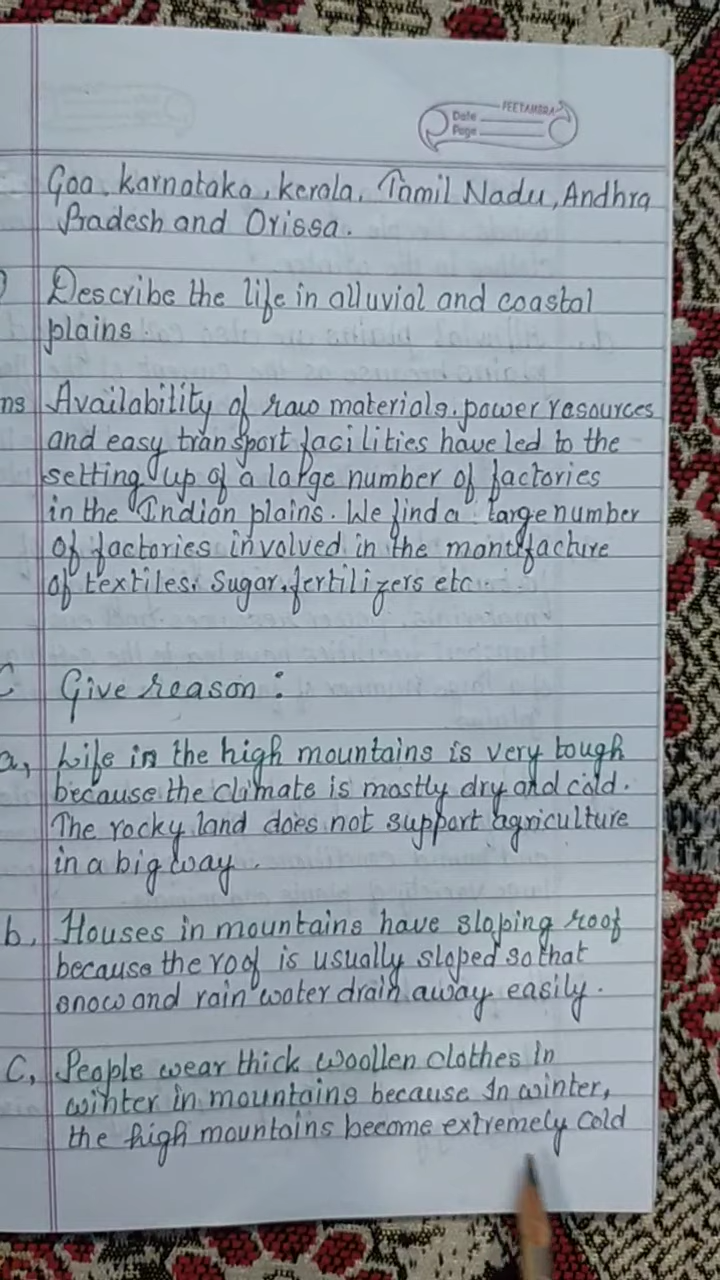 PEETAMBRA
Date
Page
Goa, karnataka, kerala, Tamil Nadu, Andhra
Pradesh and Orissa.
Describe the life in alluvial and coastal
plains.
ns Availability of raw materials, power resources
and easy transport facilities have led to the
setting up of a large number of factories
in the Indian plains. We find a large number
of factories involved in the
of textiles, sugar, fertilizers etc.
C Give reason :
a, Life in the high mountains is very tough
because the climate is mostly dry and cold.
The rocky land does not support agriculture
in a big way.
b, Houses in mountains have sloping roof
because the roof is usually sloped so that
snow and rain water drain away easily.
C, People wear thick woollen clothes in
winter in mountains because In winter,
the high mountains become extremely cold